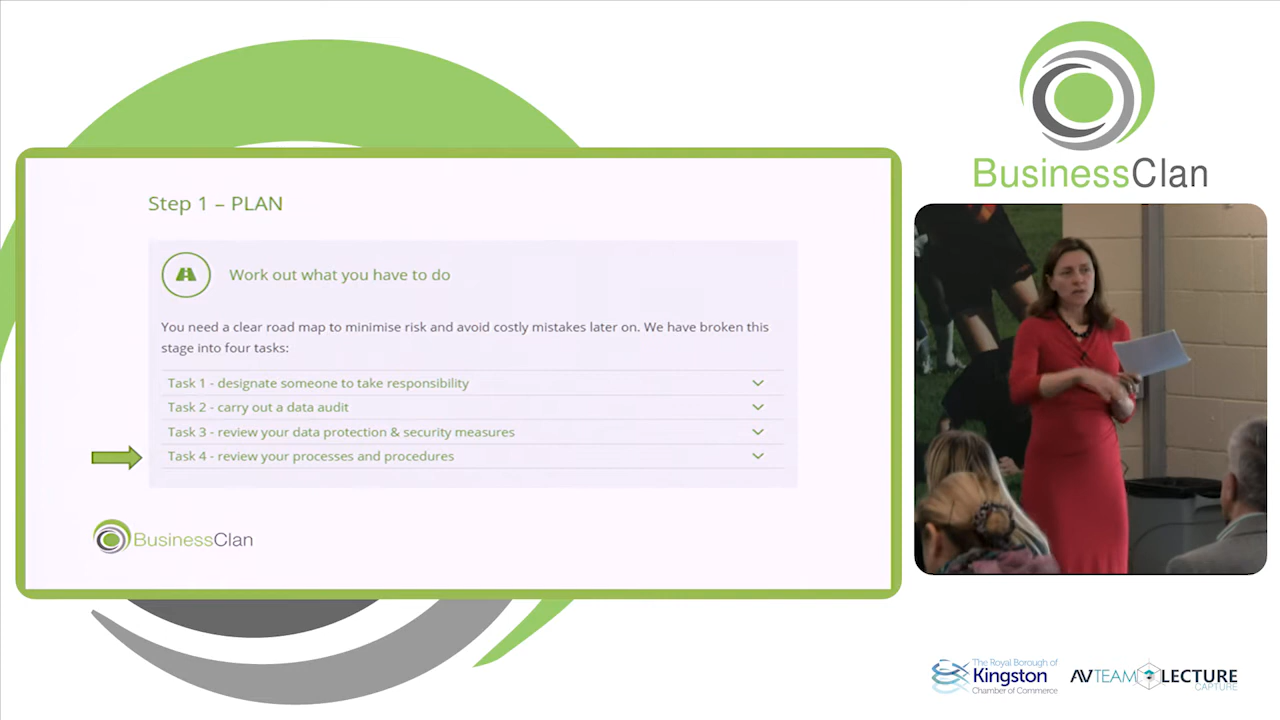 Step 1 – PLAN
Work out what you have to do
You need a clear road map to minimise risk and avoid costly mistakes later on. We have broken this
stage into four tasks:
Task 1 - designate someone to take responsibility
Task 2 - carry out a data audit
Task 3 - review your data protection & security measures
Task 4 - review your processes and procedures
BusinessClan
BusinessClan
The Royal Borough of
Kingston
Chamber of Commerce
AVTEAM LECTURE
CAPTURE